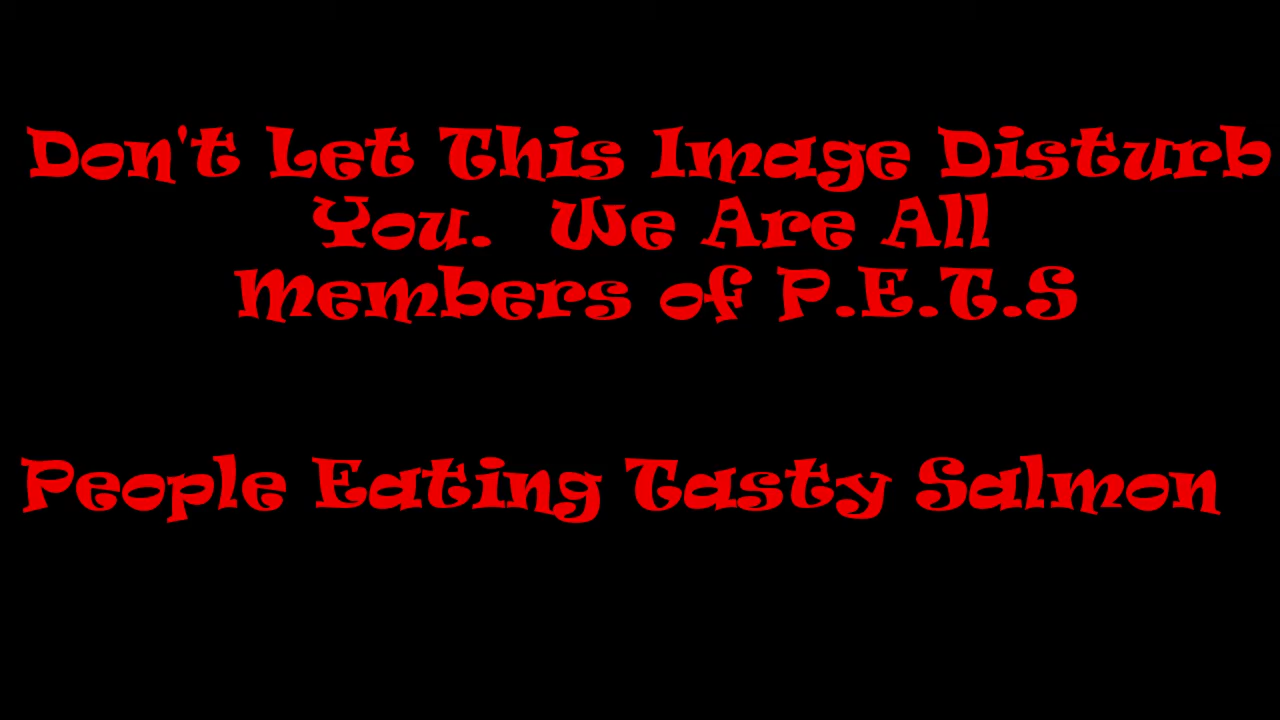 Don't Let This Image Disturb
You.  We Are All
Members of P.E.T.S
People Eating Tasty Salmon